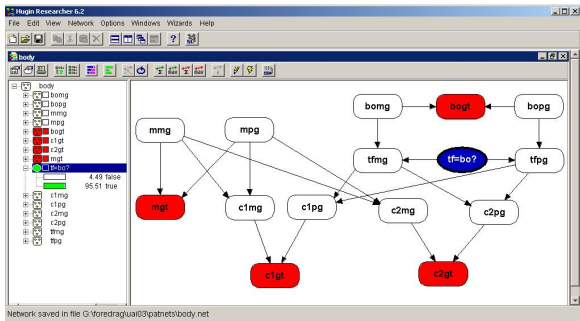 Hugin Researcher 6.2
File Edit View Network Options Windows Wizards Help
body
body
bomg
bopg
mmg
mpg
bogt
c1gt
c2gt
mgt
tf=bo?
4.49 false
95.51 true
c1mg
c1pg
c2mg
c2pg
tfmg
tfpg
bomg bogt bopg
mmg mpg
tfmg tf=bo? tfpg
mgt c1mg c1pg c2mg c2pg
c1gt c2gt
Network saved in file G:\foredrag\uai03\patnets\body.net